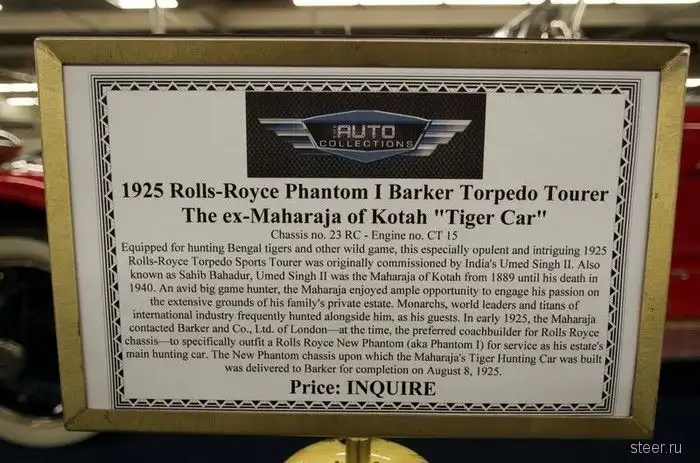 THE AUTO
COLLECTIONS
1925 Rolls-Royce Phantom I Barker Torpedo Tourer
The ex-Maharaja of Kotah "Tiger Car"
Chassis no. 23 RC - Engine no. CT 15
Equipped for hunting Bengal tigers and other wild game, this especially opulent and intriguing 1925
Rolls-Royce Torpedo Sports Tourer was originally commissioned by India's Umed Singh II. Also
known as Sahib Bahadur, Umed Singh II was the Maharaja of Kotah from 1889 until his death in
1940. An avid big game hunter, the Maharaja enjoyed ample opportunity to engage his passion on
the extensive grounds of his family's private estate. Monarchs, world leaders and titans of
international industry frequently hunted alongside him, as his guests. In early 1925, the Maharaja
contacted Barker and Co., Ltd. of London—at the time, the preferred coachbuilder for Rolls Royce
chassis—to specifically outfit a Rolls Royce New Phantom (aka Phantom I) for service as his estate's
main hunting car. The New Phantom chassis upon which the Maharaja's Tiger Hunting Car was built
was delivered to Barker for completion on August 8, 1925.
Price: INQUIRE
steer.ru